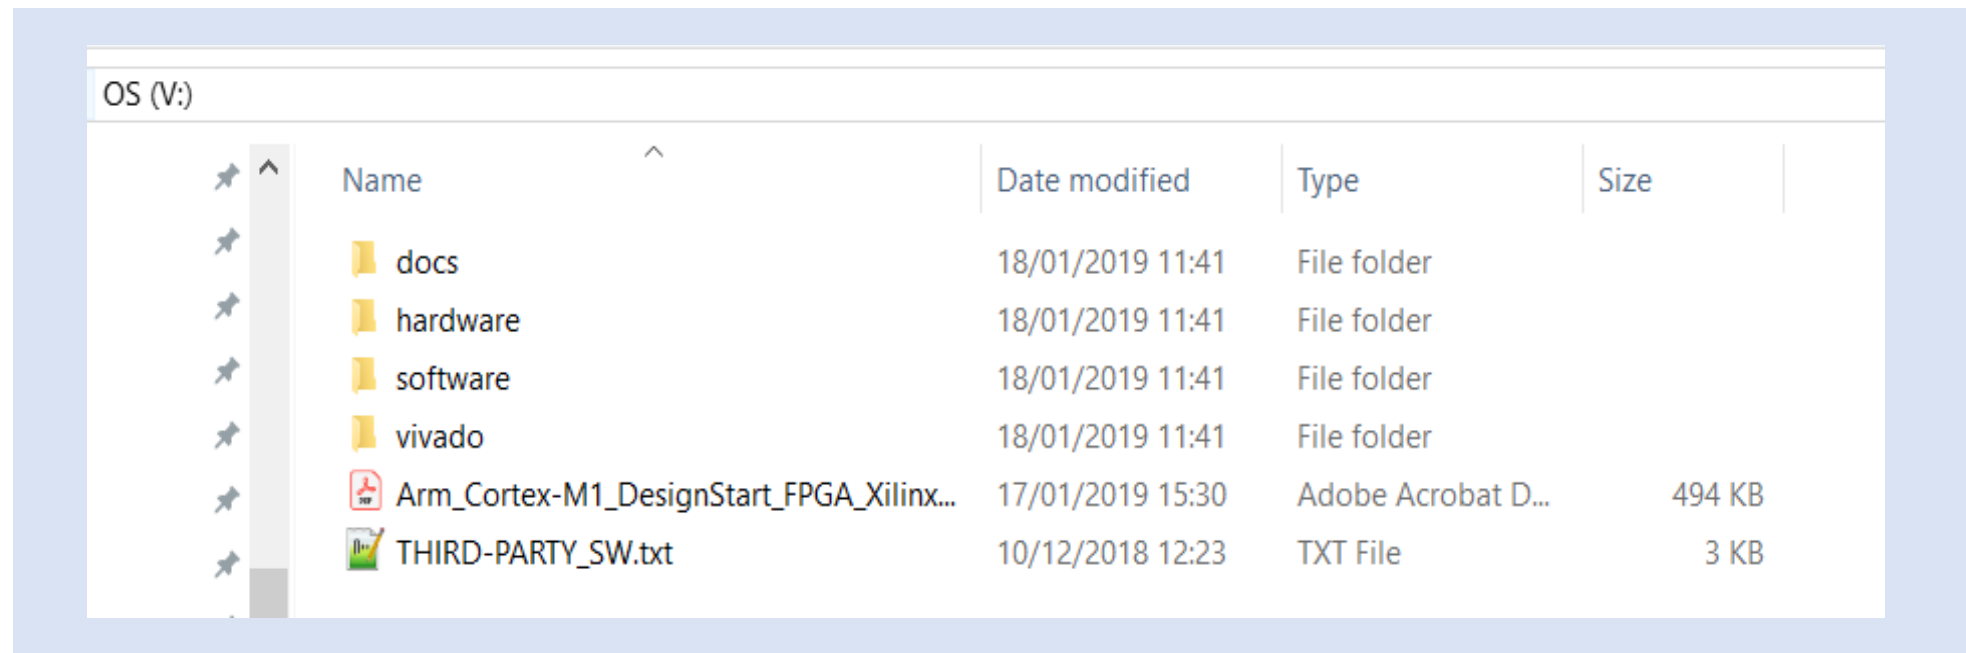 OS (V:)
Name Date modified Type Size
docs 18/01/2019 11:41 File folder
hardware 18/01/2019 11:41 File folder
software 18/01/2019 11:41 File folder
vivado 18/01/2019 11:41 File folder
Arm_Cortex-M1_DesignStart_FPGA_Xilinx... 17/01/2019 15:30 Adobe Acrobat D... 494 KB
THIRD-PARTY_SW.txt 10/12/2018 12:23 TXT File 3 KB